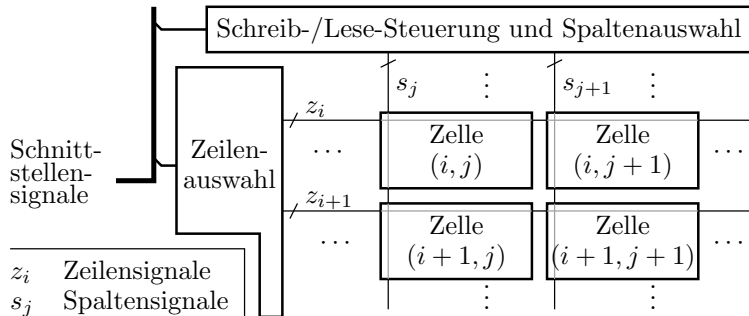 Schreib-/Lese-Steuerung und Spaltenauswahl
s_j ⋮ s_{j+1} ⋮
z_i
Zelle Zelle
Schnitt-
stellen-
signale
Zeilen-
auswahl
··· (i, j) (i, j + 1) ···
z_{i+1}
Zelle Zelle
··· (i + 1, j) (i + 1, j + 1) ···
⋮ ⋮
z_i Zeilensignale
s_j Spaltensignale